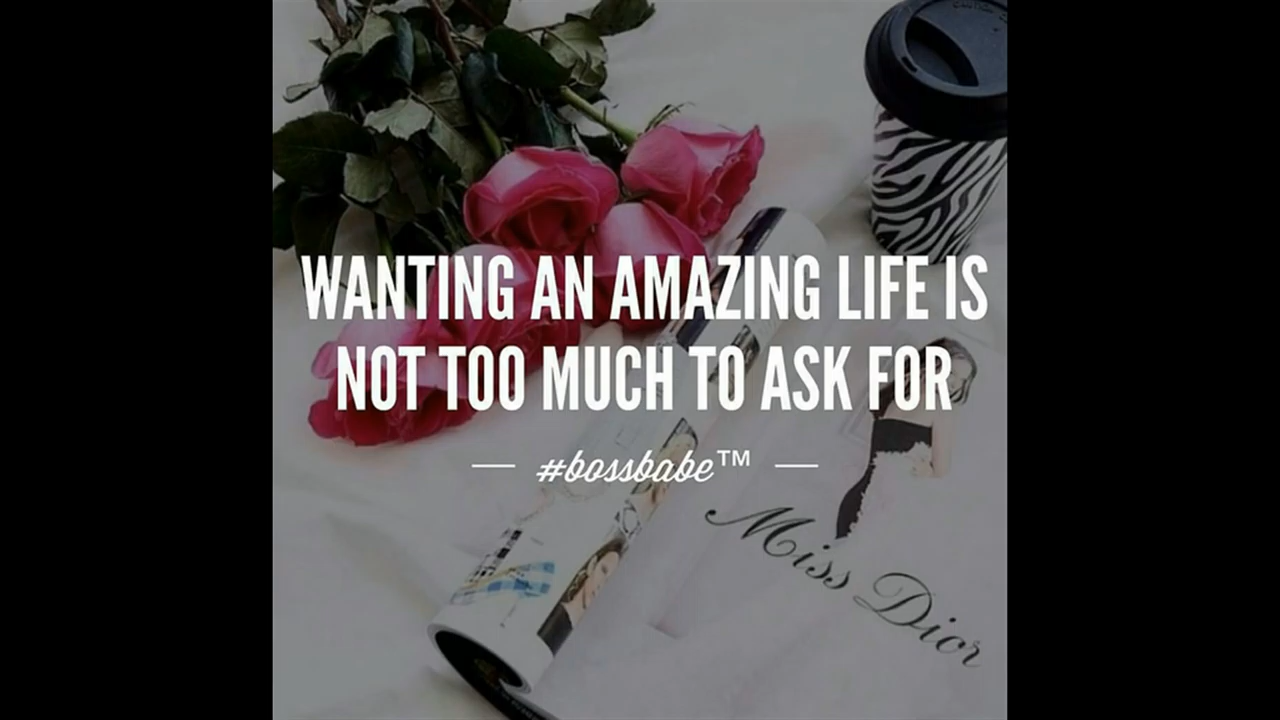 WANTING AN AMAZING LIFE IS
NOT TOO MUCH TO ASK FOR
#bossbabe™
Miss Dior